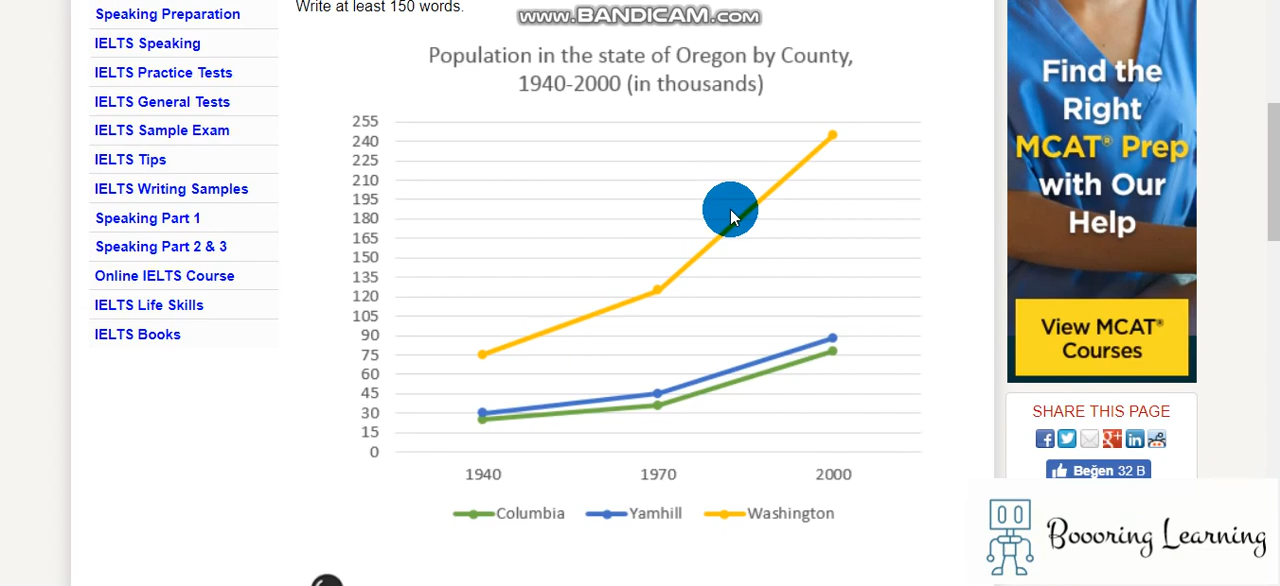 Speaking Preparation
IELTS Speaking
IELTS Practice Tests
IELTS General Tests
IELTS Sample Exam
IELTS Tips
IELTS Writing Samples
Speaking Part 1
Speaking Part 2 & 3
Online IELTS Course
IELTS Life Skills
IELTS Books
Write at least 150 words.
www.BANDICAM.com
Population in the state of Oregon by County,
1940-2000 (in thousands)
255
240
225
210
195
180
165
150
135
120
105
90
75
60
45
30
15
0
1940 1970 2000
Columbia Yamhill Washington
Find the
Right
MCAT® Prep
with Our
Help
View MCAT®
Courses
SHARE THIS PAGE
Beğen 32 B
Boooring Learning